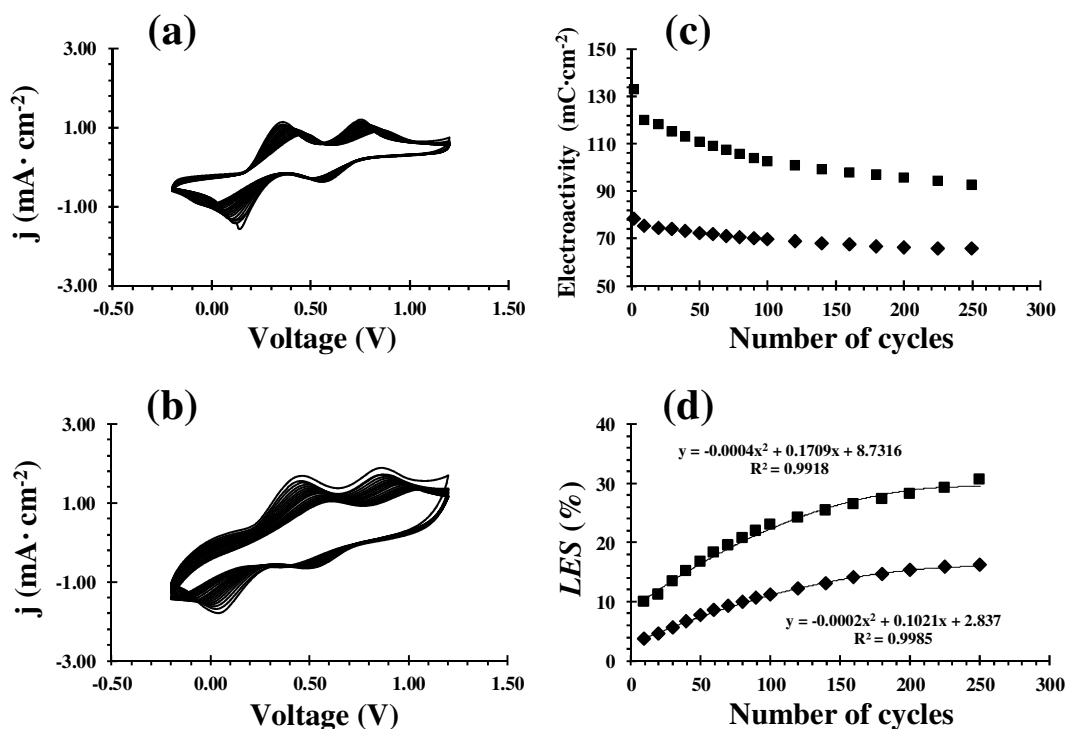 (a)
j (mA· cm-2)
3.00
1.00
-1.00
-3.00
-0.50
0.00
0.50
1.00
1.50
Voltage (V)
(c)
Electroactivity (mC·cm-2)
150
130
110
90
70
50
0
50
100
150
200
250
300
Number of cycles
(b)
j (mA· cm-2)
3.00
1.00
-1.00
-3.00
-0.50
0.00
0.50
1.00
1.50
Voltage (V)
(d)
LES (%)
40
30
20
10
0
y = -0.0004x² + 0.1709x + 8.7316
R² = 0.9918
y = -0.0002x² + 0.1021x + 2.837
R² = 0.9985
0
50
100
150
200
250
300
Number of cycles